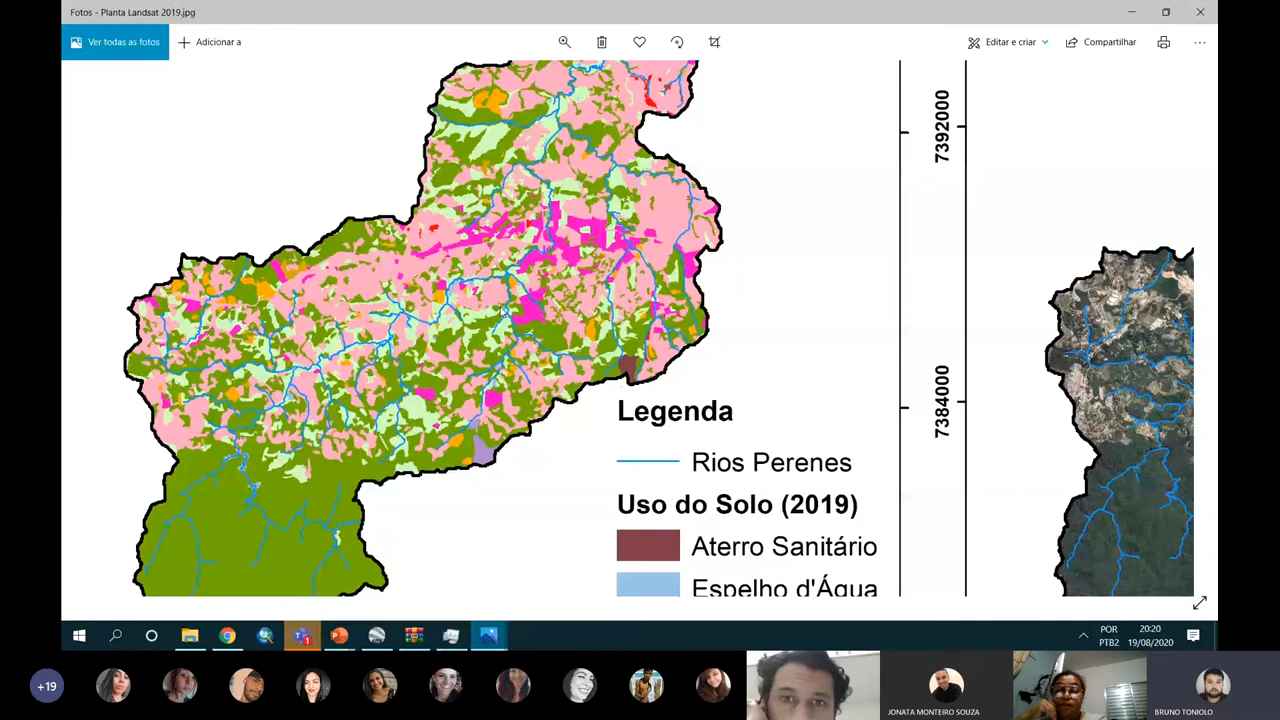 Fotos - Planta Landsat 2019.jpg
Ver todas as fotos
Adicionar a
Editar e criar
Compartilhar
7392000
7384000
Legenda
Rios Perenes
Uso do Solo (2019)
Aterro Sanitário
Espelho d'Água
POR
PTB2
20:20
19/08/2020
+19
JONATA MONTEIRO SOUZA
BRUNO TONIOLO